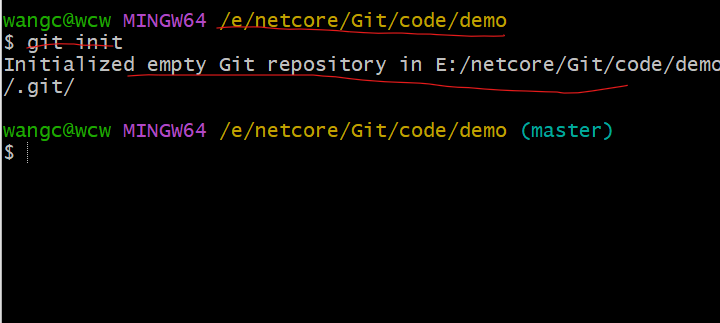 wangc@wcw MINGW64 /e/netcore/Git/code/demo
$ git init
Initialized empty Git repository in E:/netcore/Git/code/demo
/.git/
wangc@wcw MINGW64 /e/netcore/Git/code/demo (master)
$